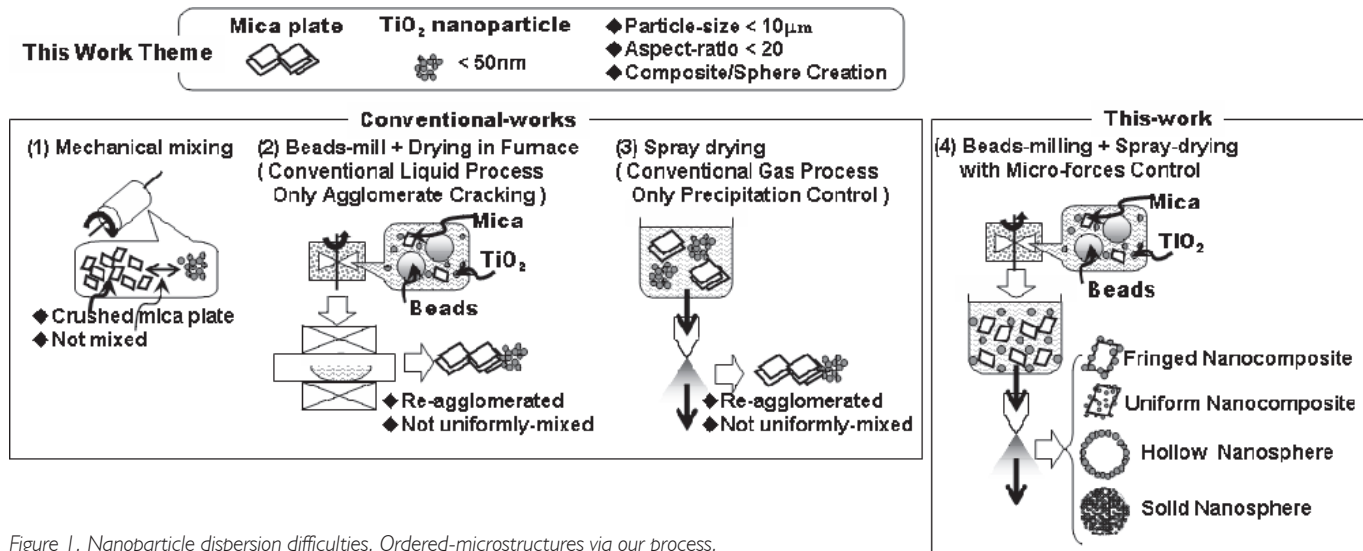 This Work Theme
Mica plate
TiO2 nanoparticle
< 50nm
◆Particle-size < 10μm
◆Aspect-ratio < 20
◆Composite/Sphere Creation
Conventional-works
(1) Mechanical mixing
◆Crushed mica plate
◆Not mixed
(2) Beads-mill + Drying in Furnace
( Conventional Liquid Process
Only Agglomerate Cracking )
Mica
TiO2
Beads
◆Re-agglomerated
◆Not uniformly-mixed
(3) Spray drying
( Conventional Gas Process
Only Precipitation Control )
◆Re-agglomerated
◆Not uniformly-mixed
This-work
(4) Beads-milling + Spray-drying
with Micro-forces Control
Mica
TiO2
Beads
Fringed Nanocomposite
Uniform Nanocomposite
Hollow Nanosphere
Solid Nanosphere
Figure 1. Nanoparticle dispersion difficulties. Ordered-microstructures via our process.